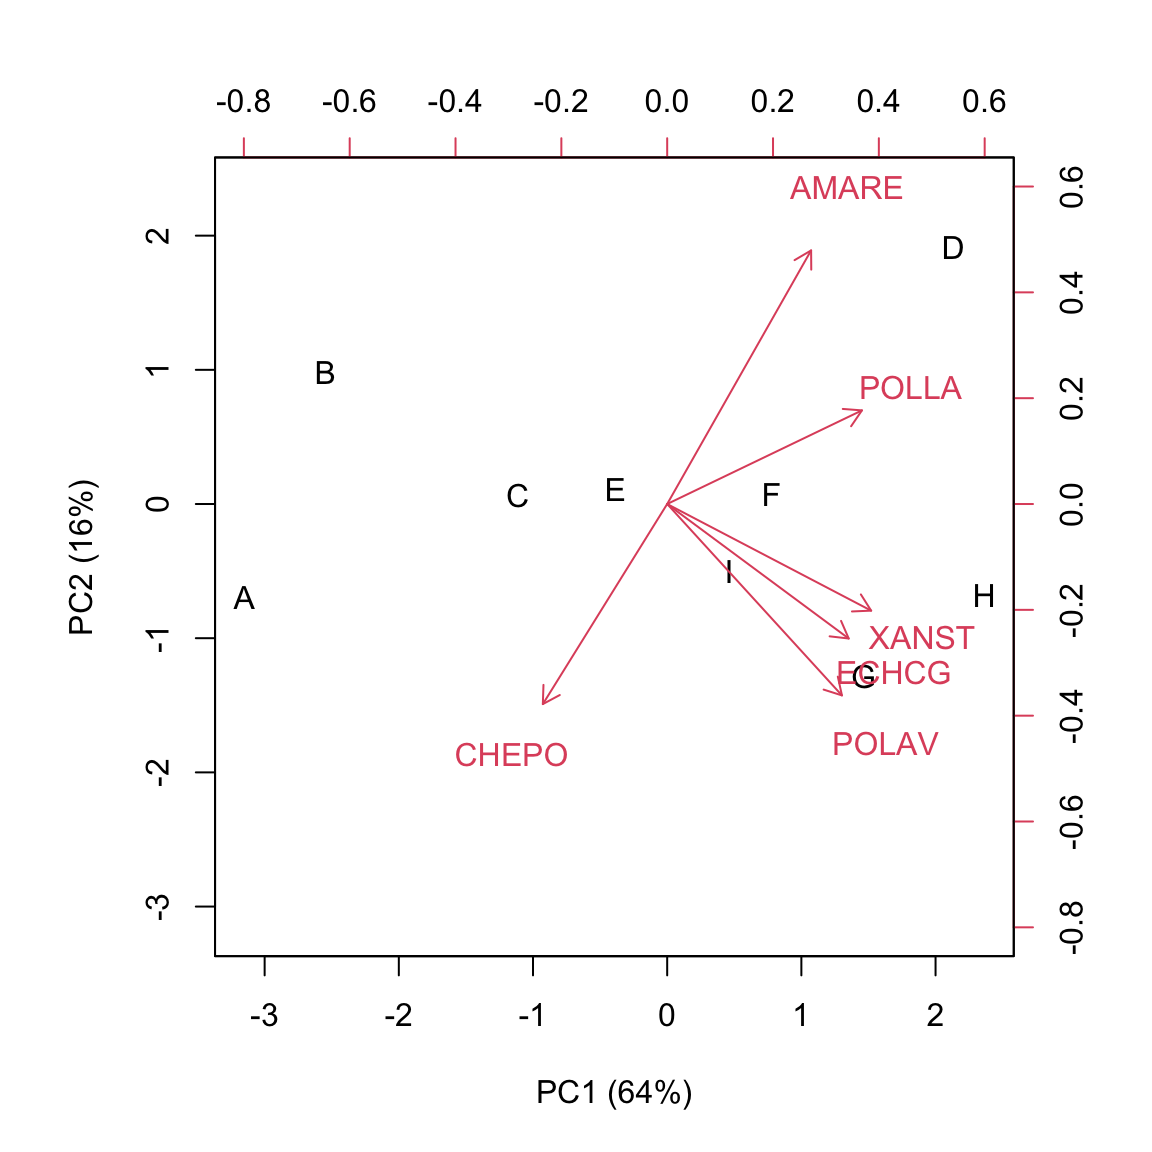 -0.8 -0.6 -0.4 -0.2 0.0 0.2 0.4 0.6
AMARE
D
B
POLLA
C
E
F
I
A
H
XANST
ECHCG
G
POLAV
CHEPO
2
1
0
-1
-2
-3
PC2 (16%)
0.6
0.4
0.2
0.0
-0.2
-0.4
-0.6
-0.8
-3 -2 -1 0 1 2
PC1 (64%)